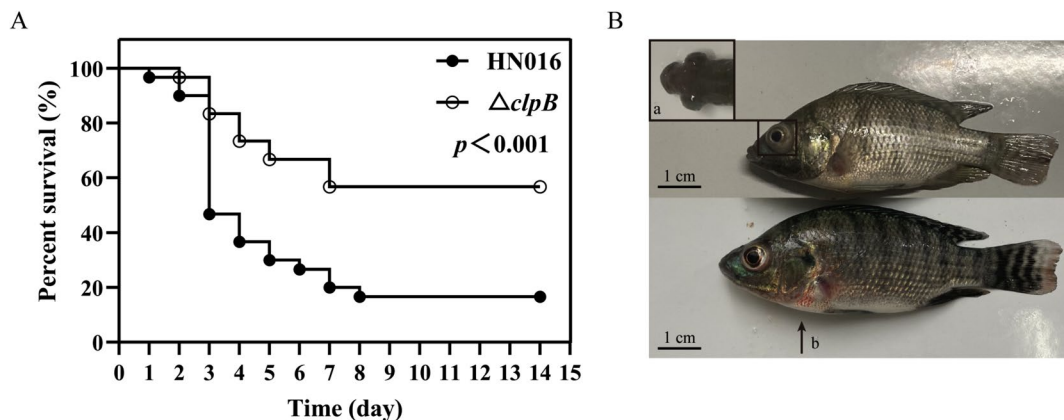 A
Percent survival (%)
100
80
60
40
20
0
0 1 2 3 4 5 6 7 8 9 10 11 12 13 14 15
Time (day)
HN016
△clpB
p<0.001
B
a
1 cm
1 cm
b